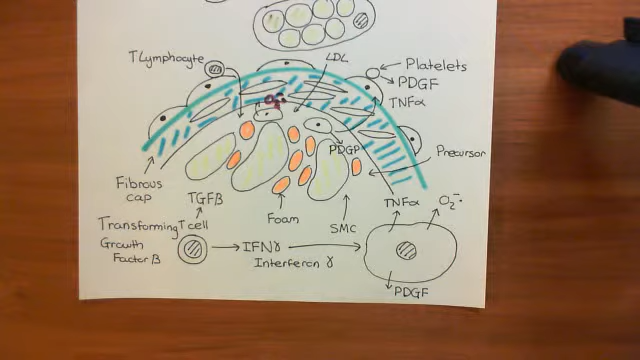 T Lymphocyte
LDL
Platelets
PDGF
TNFα
O₂⁻
PDGF
Precursor
Fibrous
cap
TGFβ
Foam
SMC
TNFα
O₂⁻
Transforming
Growth
Factor β
T cell
IFNγ
Interferon γ
PDGF